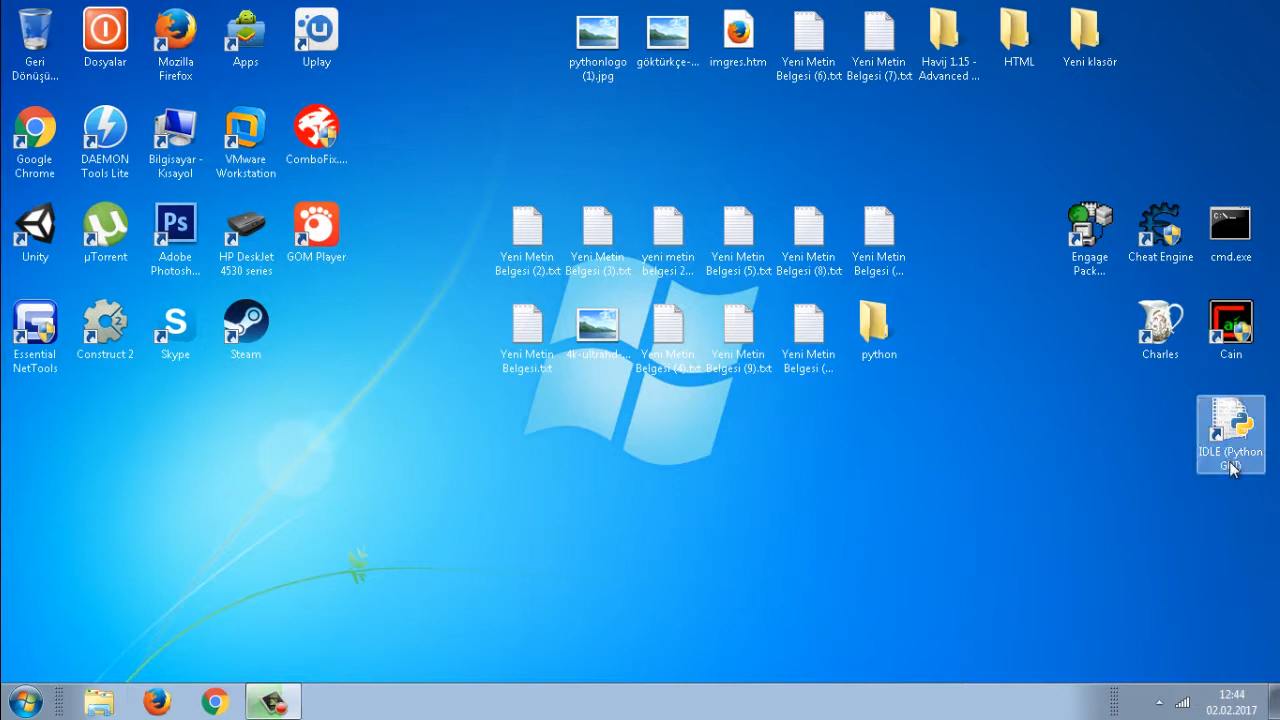 Geri
Dönüşü...
Dosyalar
Mozilla
Firefox
Apps
Uplay
pythonlogo
(1).jpg
göktürkçe-...
imgres.htm
Yeni Metin
Belgesi (6).txt
Yeni Metin
Belgesi (7).txt
Havij 1.15 -
Advanced ...
HTML
Yeni klasör
Google
Chrome
DAEMON
Tools Lite
Bilgisayar -
Kısayol
VMware
Workstation
ComboFix....
Unity
µTorrent
Ps
Adobe
Photosh...
HP DeskJet
4530 series
GOM Player
Yeni Metin
Belgesi (2).txt
Yeni Metin
Belgesi (3).txt
yeni metin
belgesi 2...
Yeni Metin
Belgesi (5).txt
Yeni Metin
Belgesi (8).txt
Yeni Metin
Belgesi (...
Engage
Pack...
Cheat Engine
C:\
cmd.exe
Essential
NetTools
Construct 2
Skype
Steam
Yeni Metin
Belgesi.txt
4k-ultrahd-...
Yeni Metin
Belgesi (4).txt
Yeni Metin
Belgesi (9).txt
Yeni Metin
Belgesi (...
python
Charles
Cain
IDLE (Python
12:44
02.02.2017